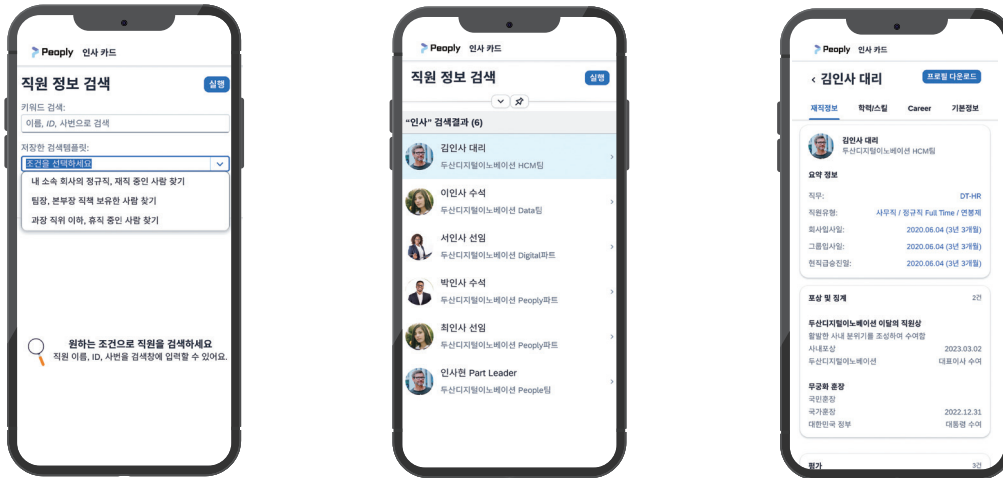 Peoply 인사 카드
직원 정보 검색
실행
키워드 검색:
이름, ID, 사번으로 검색
저장한 검색템플릿:
조건을 선택하세요
내 소속 회사의 정규직, 재직 중인 사람 찾기
팀장, 본부장 직책 보유한 사람 찾기
과장 직위 이하, 휴직 중인 사람 찾기
원하는 조건으로 직원을 검색하세요
직원 이름, ID, 사번을 검색창에 입력할 수 있어요.
Peoply 인사 카드
직원 정보 검색
실행
“인사” 검색결과 (6)
김인사 대리
두산디지털이노베이션 HCM팀
이인사 수석
두산디지털이노베이션 Data팀
서인사 선임
두산디지털이노베이션 Digital파트
박인사 수석
두산디지털이노베이션 Peoply파트
최인사 선임
두산디지털이노베이션 Peoply파트
인사현 Part Leader
두산디지털이노베이션 People팀
Peoply 인사 카드
김인사 대리
프로필 다운로드
재직정보 학력/스킬 Career 기본정보
김인사 대리
두산디지털이노베이션 HCM팀
요약 정보
직무: DT-HR
직원유형: 사무직 / 정규직 Full Time / 연봉제
회사입사일: 2020.06.04 (3년 3개월)
그룹입사일: 2020.06.04 (3년 3개월)
현직급승진일: 2020.06.04 (3년 3개월)
포상 및 징계 2건
두산디지털이노베이션 이달의 직원상
활발한 사내 분위기를 조성하여 수여함
사내포상 2023.03.02
두산디지털이노베이션 대표이사 수여
무궁화 훈장
국민훈장
국가훈장 2022.12.31
대한민국 정부 대통령 수여
평가 3건